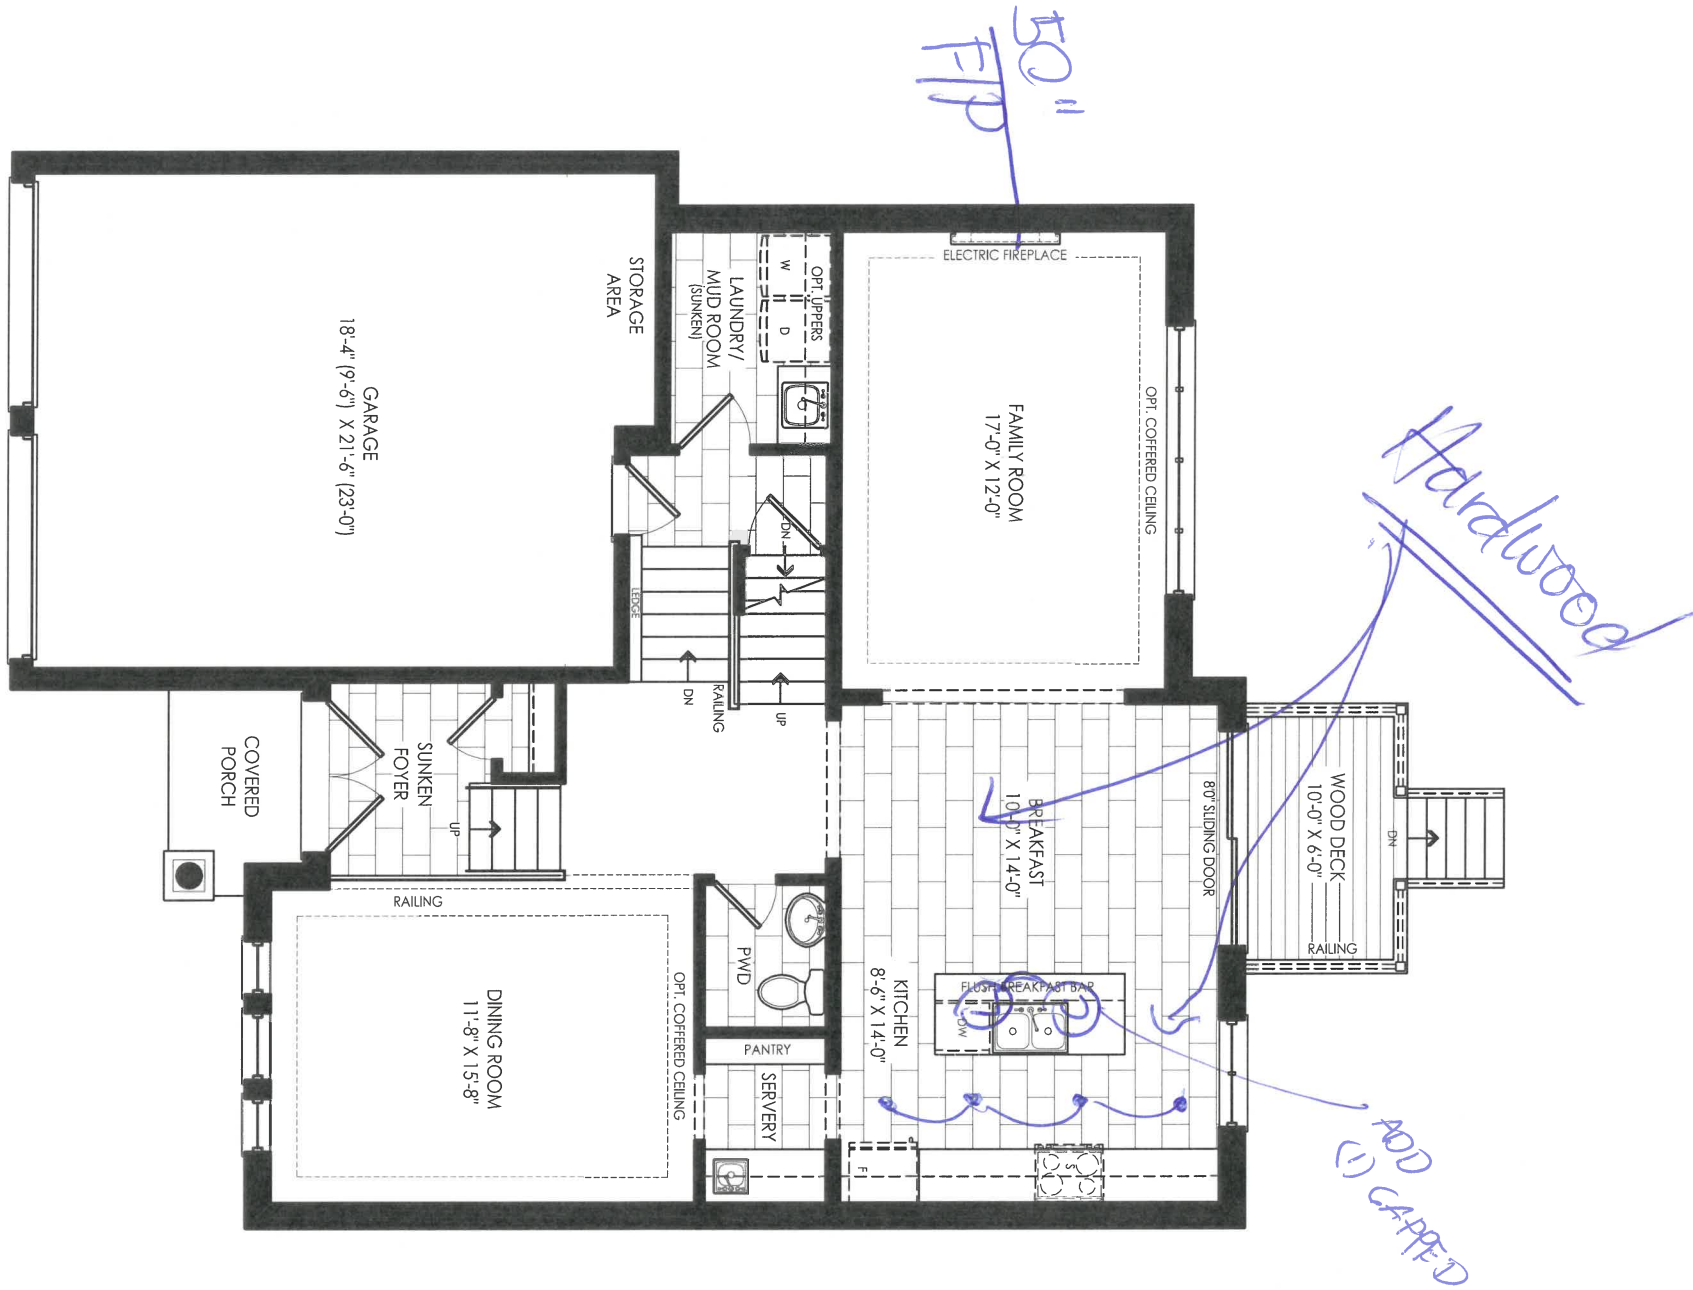 50"
F/P
Hardwood
ADD
(1) CAPPED
STORAGE
AREA
GARAGE
18'-4" (9'-6") X 21'-6" (23'-0")
LAUNDRY/
MUD ROOM
(SUNKEN)
OPT. UPPERS
W
D
ELECTRIC FIREPLACE
FAMILY ROOM
17'-0" X 12'-0"
OPT. COFFERED CEILING
DN
LEDGE
DN
RAILING
UP
COVERED
PORCH
SUNKEN
FOYER
UP
RAILING
BREAKFAST
10'-0" X 14'-0"
8'0" SLIDING DOOR
WOOD DECK
10'-0" X 6'-0"
DN
RAILING
DINING ROOM
11'-8" X 15'-8"
OPT. COFFERED CEILING
PWD
PANTRY
SERVERY
KITCHEN
8'-6" X 14'-0"
FLUSH BREAKFAST BAR
DW
F
S